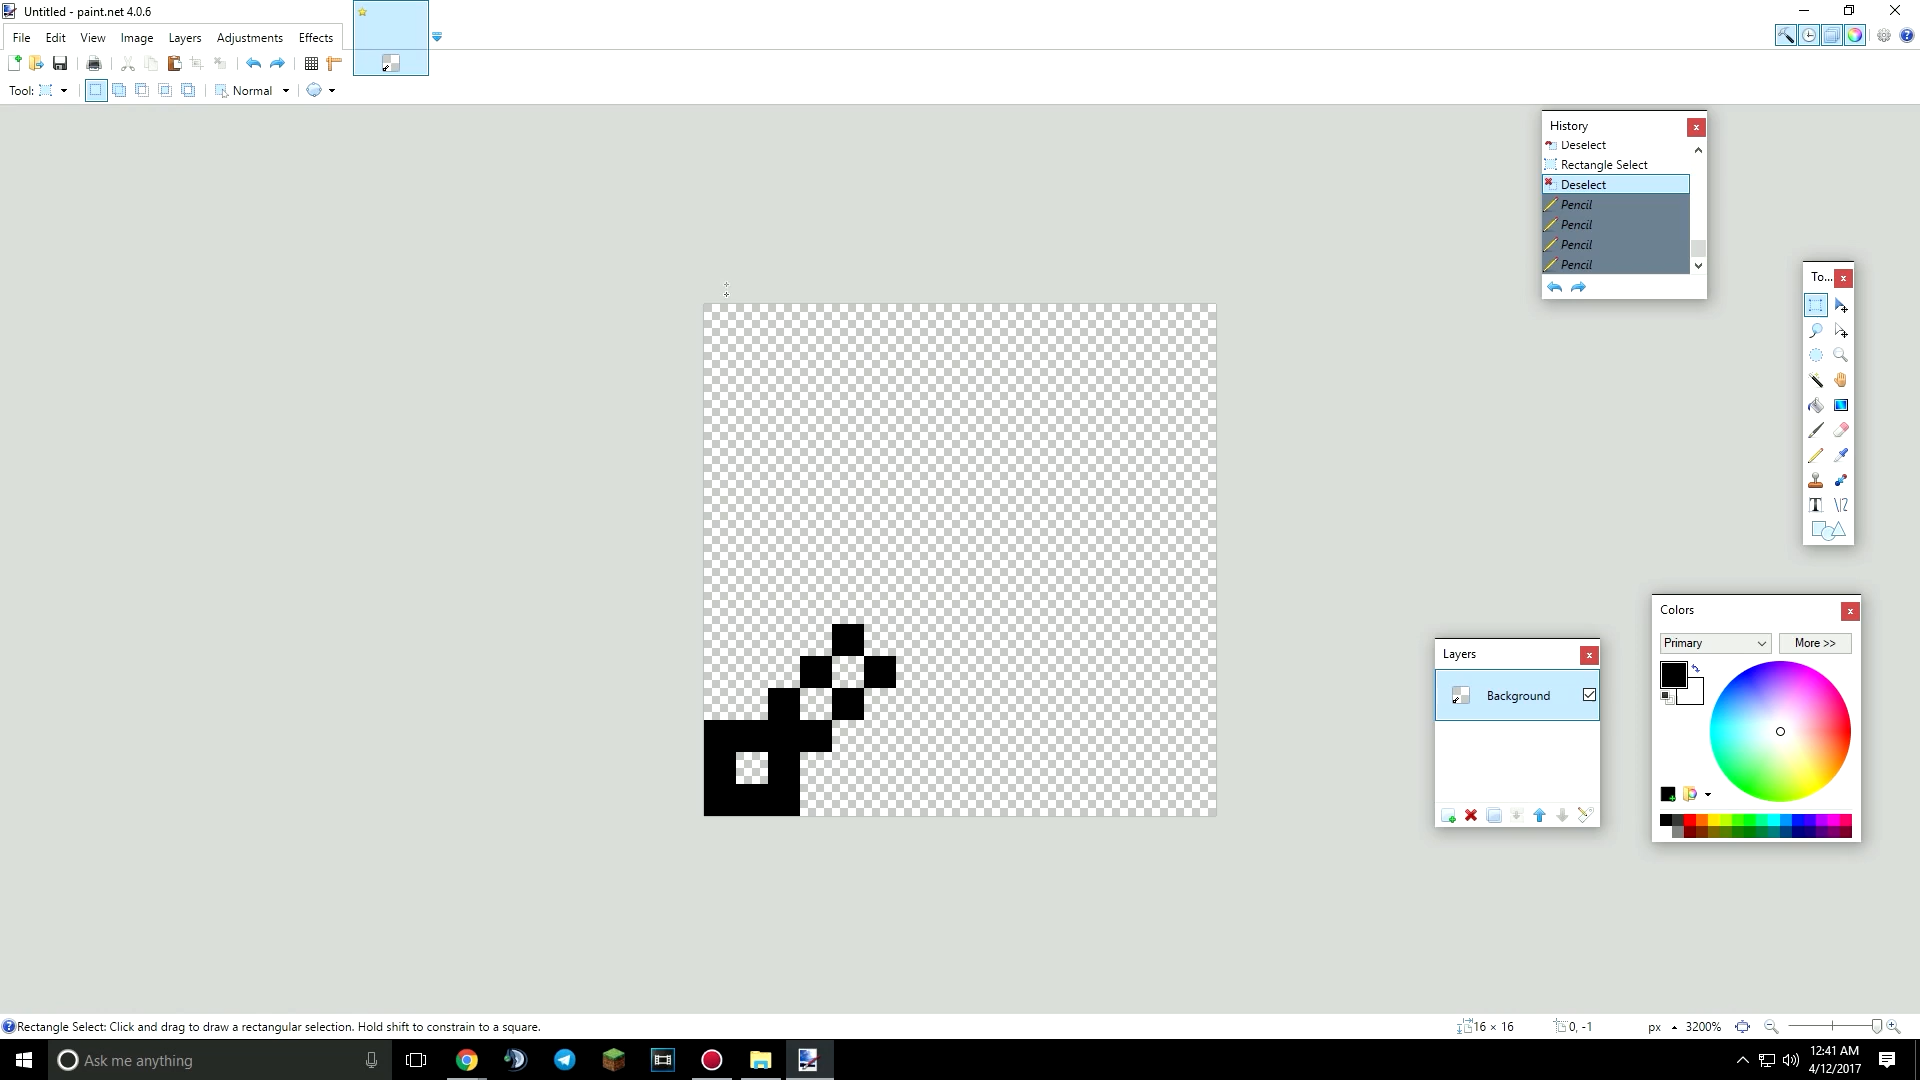 Untitled - paint.net 4.0.6
File Edit View Image Layers Adjustments Effects
Tool: Normal
History
Deselect
Rectangle Select
Deselect
Pencil
Pencil
Pencil
Pencil
To...
Layers
Background
Colors
Primary More >>
Rectangle Select: Click and drag to draw a rectangular selection. Hold shift to constrain to a square.
16 × 16 0, -1 px 3200%
Ask me anything
12:41 AM
4/12/2017